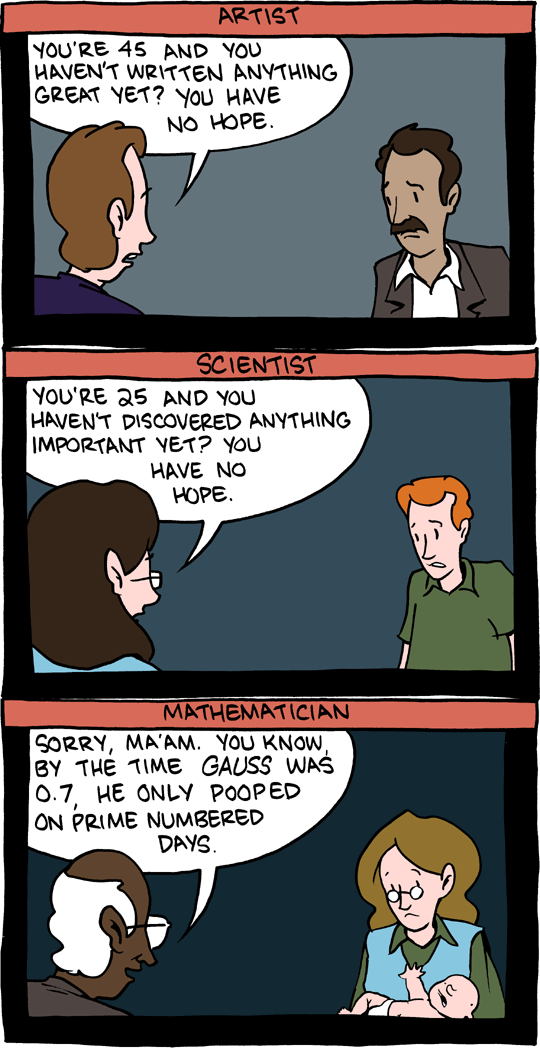 ARTIST
YOU'RE 45 AND YOU
HAVEN'T WRITTEN ANYTHING
GREAT YET? YOU HAVE
NO HOPE.
SCIENTIST
YOU'RE 25 AND YOU
HAVEN'T DISCOVERED ANYTHING
IMPORTANT YET? YOU
HAVE NO
HOPE.
MATHEMATICIAN
SORRY, MA'AM. YOU KNOW,
BY THE TIME GAUSS WAS
0.7, HE ONLY POOPED
ON PRIME NUMBERED
DAYS.